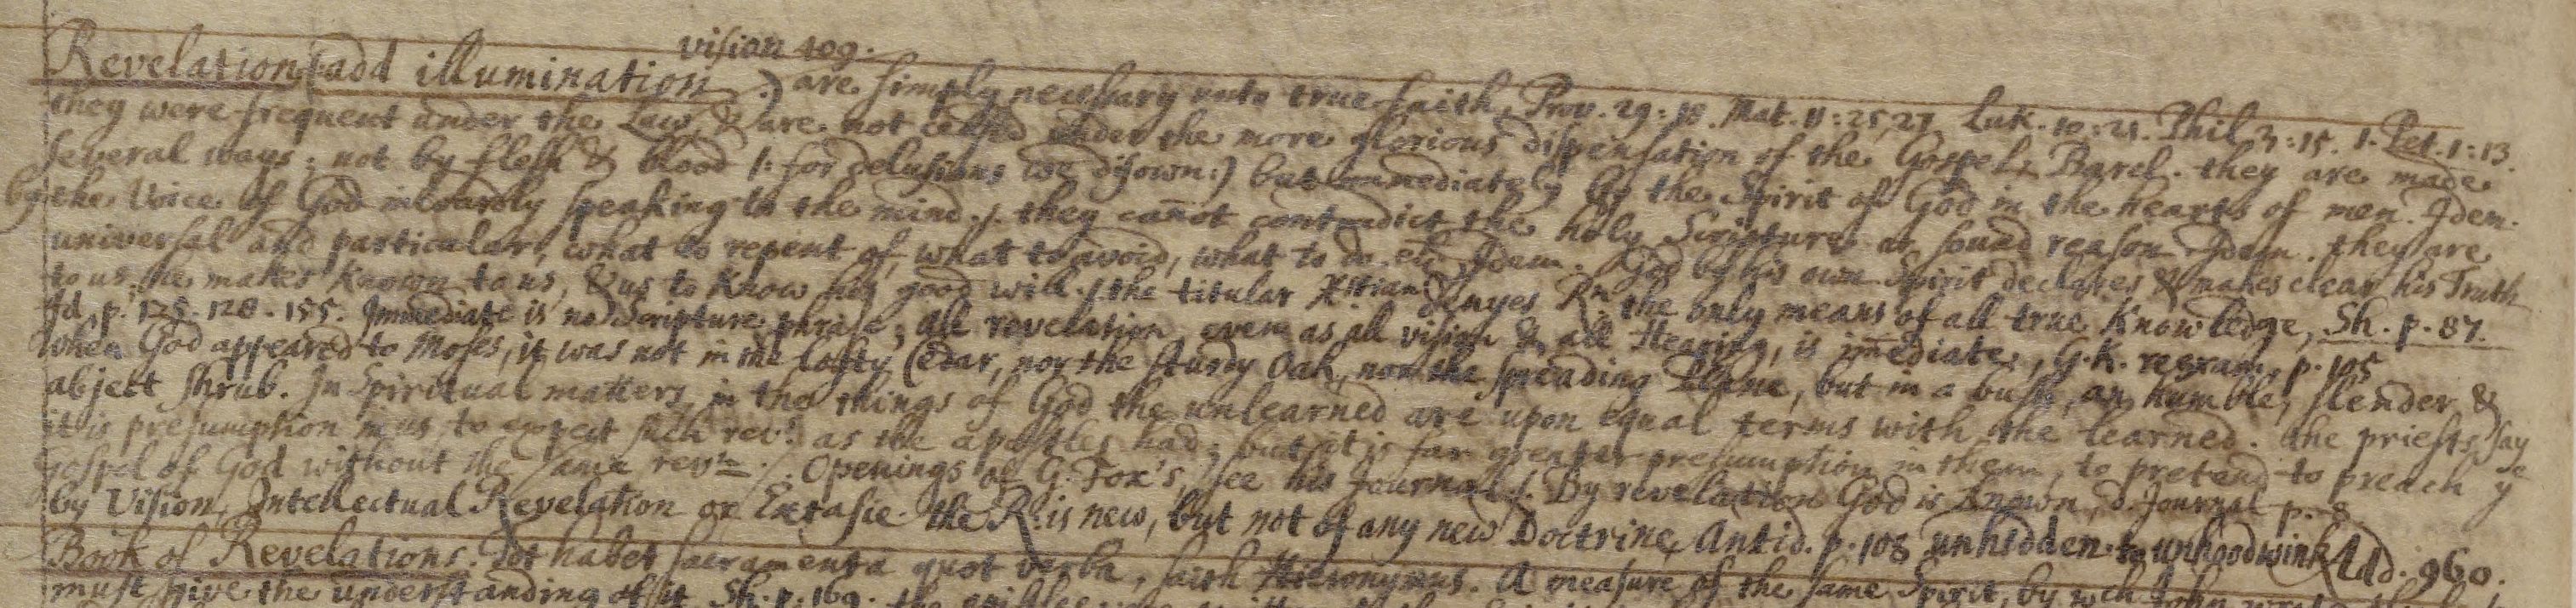 vision 409.
Revelations (add illumination.) are simply necessary unto true faith, Prov. 29:18. Mat. 11:25,27. Luk. 10:21. Phil 3:15. 1. Pet. 1:13.
they were frequent under the Law, & are not ceased under the more glorious dispensation of the Gospel, Barcl. they are made
several ways: not by flesh & blood /: for delusions we disown:) but immediately by the Spirit of God in the hearts of men. Idem.
by the Voice of God inwardly speaking to the mind./. they cañot contradict the holy Scripture or sound reason Idem. they are
universal and particular, what to repent of, what to avoid, what to do etc. Idem. God by his own Spirit declares & makes clear his Truth
to us, he makes known to us, & us to know his good will./. the titular Xstian denyes Rn. the only means of all true Knowledge, Sh. p. 87.
Id. p. 125. 128. 155. Immediate is no Scripture phrase; all revelation, even as all vision & all Hearing, is im̄ediate, G.K. regram. p. 105
When God appeared to Moses, it was not in the lofty Cedar, nor the sturdy Oak, nor the spreading Plane, but in a bush, an humble, slender &
abject shrub. In Spiritual matters, in the things of God the unlearned are upon equal terms with the learned. the priests say
it is presumption in us, to expect such revn. as the apostles had; but it is far greater presumption in them, to pretend to preach ye
Gospel of God without the same revn ./. Openings of G. Fox's, see his Journal ./. By revelation God is known, d. Journal p. 8
by Vision, Intellectual Revelation or Extasie. the R. is new, but not of any new Doctrine, Antid. p. 108 unhidden to unhoodwink Add. 960.
Book of Revelations. Tot habet sacramenta quot verba, saith Hieronymus. A measure of the same Spirit, by wch John
must give the understanding of it Sh. p. 169.